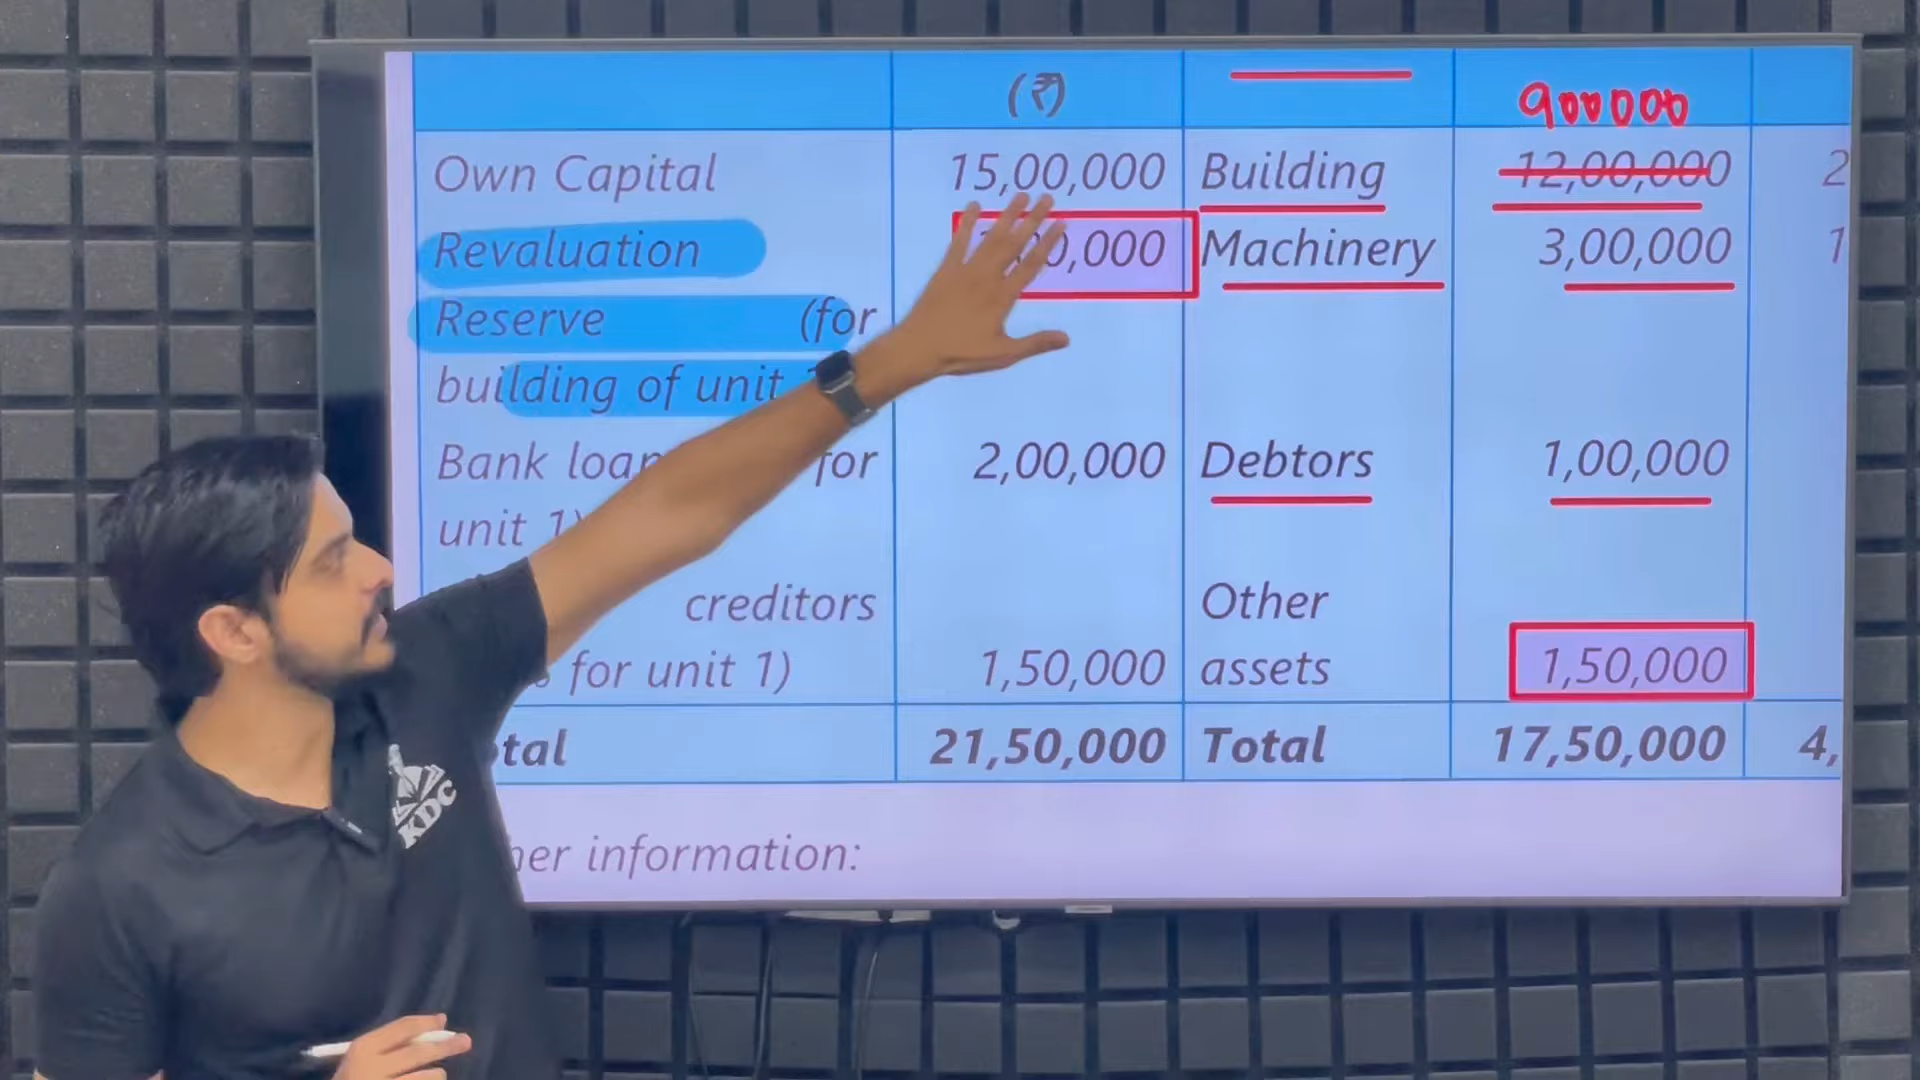 (₹)
900000
Own Capital 15,00,000 Building 12,00,000 2
Revaluation 00,000 Machinery 3,00,000 1
Reserve (for
building of unit
Bank loan for 2,00,000 Debtors 1,00,000
unit 1)
creditors Other
for unit 1) 1,50,000 assets 1,50,000
tal 21,50,000 Total 17,50,000 4,
her information:
KDC